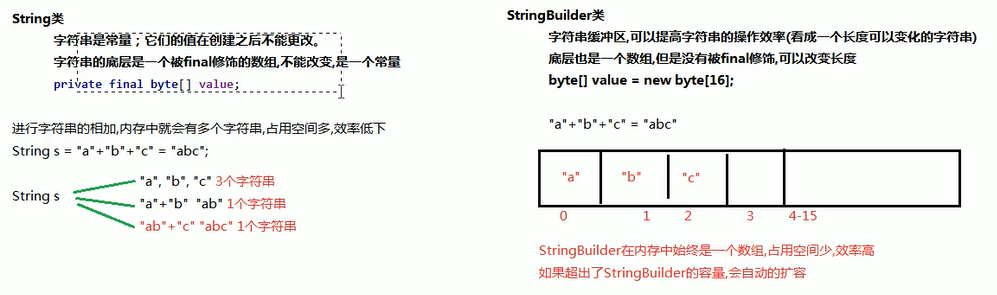 String类
字符串是常量；它们的值在创建之后不能更改。
字符串的底层是一个被final修饰的数组,不能改变,是一个常量
private final byte[] value;
进行字符串的相加,内存中就会有多个字符串,占用空间多,效率低下
String s = "a"+"b"+"c" = "abc";
String s
"a", "b", "c" 3个字符串
"a"+"b" "ab" 1个字符串
"ab"+"c" "abc" 1个字符串
StringBuilder类
字符串缓冲区,可以提高字符串的操作效率(看成一个长度可以变化的字符串)
底层也是一个数组,但是没有被final修饰,可以改变长度
byte[] value = new byte[16];
"a"+"b"+"c" = "abc"
"a" "b" "c"
0 1 2 3 4-15
StringBuilder在内存中始终是一个数组,占用空间少,效率高
如果超出了StringBuilder的容量,会自动的扩容